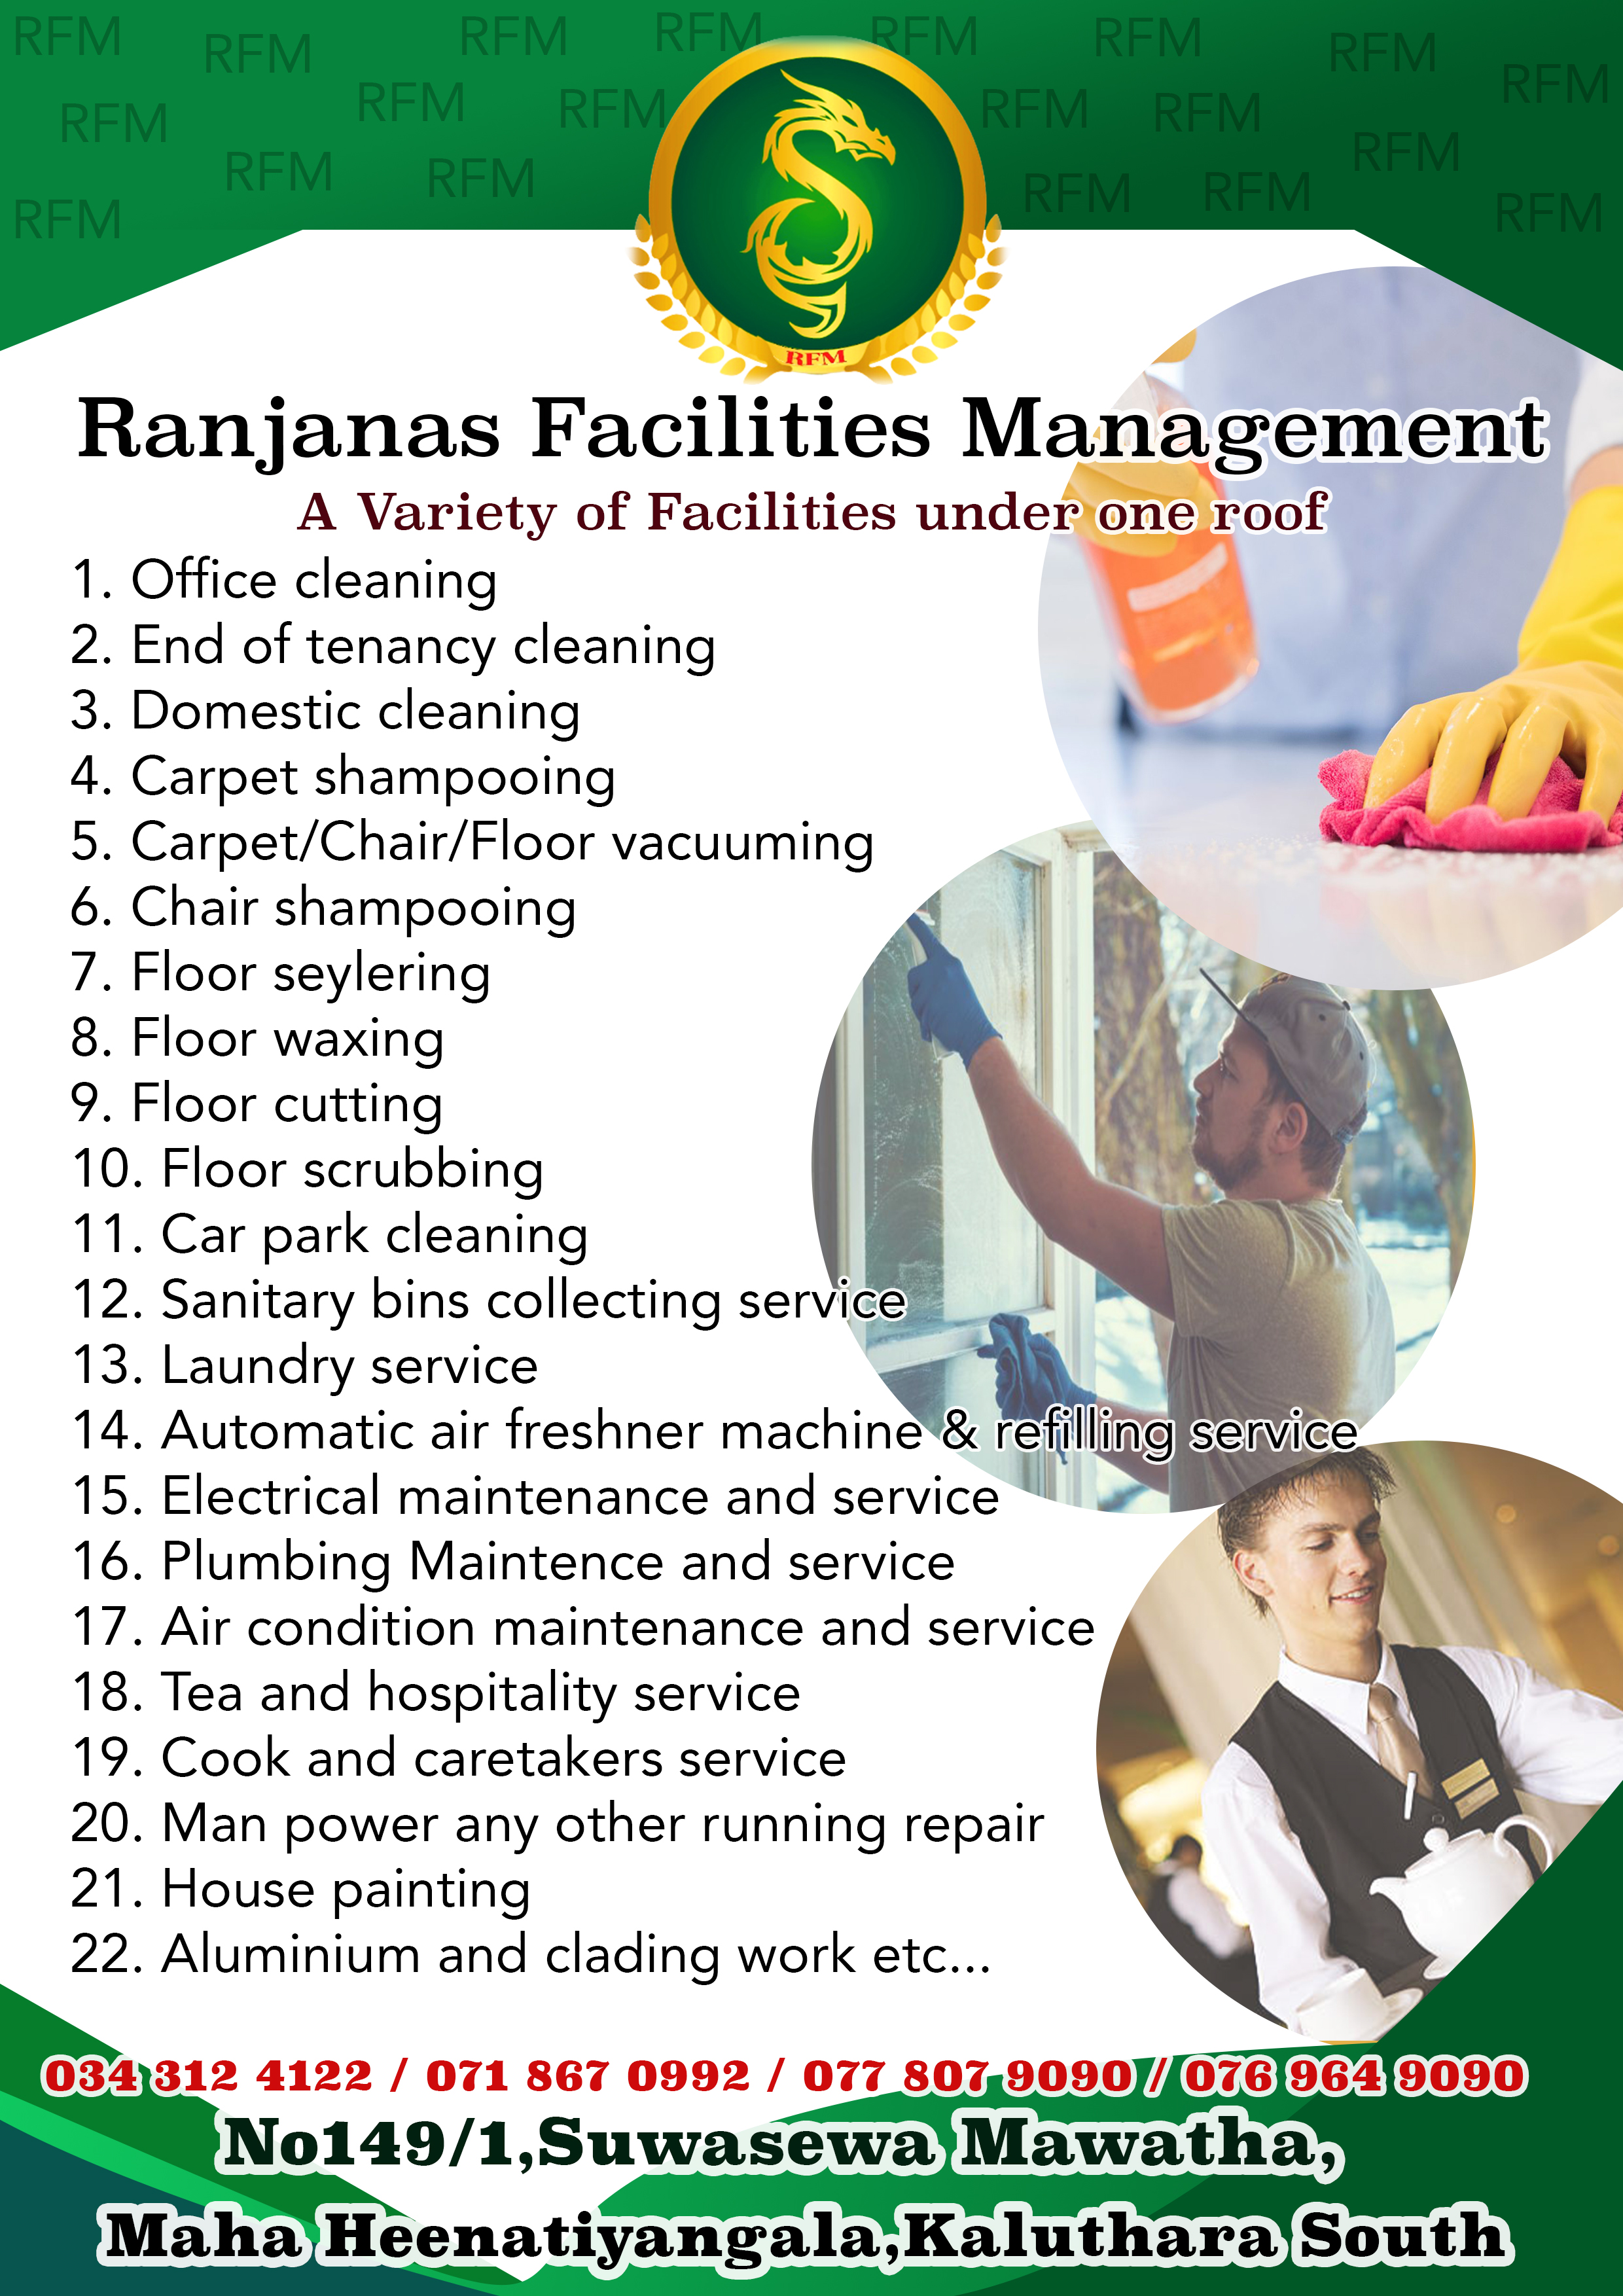 RFM RFM RFM RFM RFM RFM RFM RFM
RFM RFM RFM RFM RFM RFM
RFM RFM RFM RFM RFM
RFM RFM
RFM
Ranjanas Facilities Management
A Variety of Facilities under one roof
1. Office cleaning
2. End of tenancy cleaning
3. Domestic cleaning
4. Carpet shampooing
5. Carpet/Chair/Floor vacuuming
6. Chair shampooing
7. Floor seylering
8. Floor waxing
9. Floor cutting
10. Floor scrubbing
11. Car park cleaning
12. Sanitary bins collecting service
13. Laundry service
14. Automatic air freshner machine & refilling service
15. Electrical maintenance and service
16. Plumbing Maintence and service
17. Air condition maintenance and service
18. Tea and hospitality service
19. Cook and caretakers service
20. Man power any other running repair
21. House painting
22. Aluminium and clading work etc...
034 312 4122 / 071 867 0992 / 077 807 9090 / 076 964 9090
No149/1,Suwasewa Mawatha,
Maha Heenatiyangala,Kaluthara South